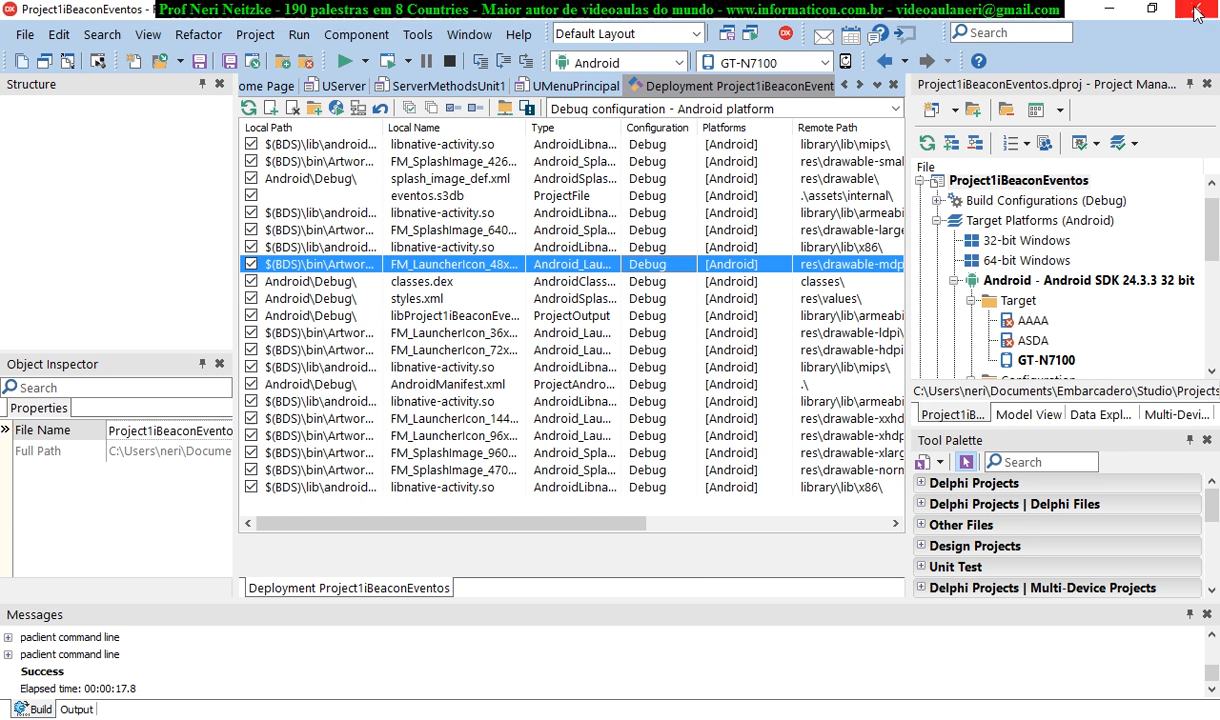 Project1iBeaconEventos -
Prof Neri Neitzke - 190 palestras em 8 Countries - Maior autor de videoaulas do mundo - www.informaticon.com.br - videoaulaneri@gmail.com
File Edit Search View Refactor Project Run Component Tools Window Help
Default Layout
Search
Android
GT-N7100
Structure
ome Page UServer ServerMethodsUnit1 UMenuPrincipal Deployment Project1iBeaconEvent
Project1iBeaconEventos.dproj - Project Mana...
Debug configuration - Android platform
Local Path Local Name Type Configuration Platforms Remote Path
$(BDS)\lib\android... libnative-activity.so AndroidLibna... Debug [Android] library\lib\mips\
$(BDS)\bin\Artwor... FM_SplashImage_426... Android_Spla... Debug [Android] res\drawable-smal
Android\Debug\ splash_image_def.xml AndroidSplas... Debug [Android] res\drawable\
eventos.s3db ProjectFile Debug [Android] .\assets\internal\
$(BDS)\lib\android... libnative-activity.so AndroidLibna... Debug [Android] library\lib\armeabi
$(BDS)\bin\Artwor... FM_SplashImage_640... Android_Spla... Debug [Android] res\drawable-large
$(BDS)\lib\android... libnative-activity.so AndroidLibna... Debug [Android] library\lib\x86\
$(BDS)\bin\Artwor... FM_LauncherIcon_48x... Android_Lau... Debug [Android] res\drawable-mdp
Android\Debug\ classes.dex AndroidClass... Debug [Android] classes\
Android\Debug\ styles.xml AndroidSplas... Debug [Android] res\values\
Android\Debug\ libProject1iBeaconEve... ProjectOutput Debug [Android] library\lib\armeabi
$(BDS)\bin\Artwor... FM_LauncherIcon_36x... Android_Lau... Debug [Android] res\drawable-ldpi\
$(BDS)\bin\Artwor... FM_LauncherIcon_72x... Android_Lau... Debug [Android] res\drawable-hdpi
$(BDS)\lib\android... libnative-activity.so AndroidLibna... Debug [Android] library\lib\mips\
Android\Debug\ AndroidManifest.xml ProjectAndro... Debug [Android] .\
$(BDS)\lib\android... libnative-activity.so AndroidLibna... Debug [Android] library\lib\armeabi
$(BDS)\bin\Artwor... FM_LauncherIcon_144... Android_Lau... Debug [Android] res\drawable-xxhd
$(BDS)\bin\Artwor... FM_LauncherIcon_96x... Android_Lau... Debug [Android] res\drawable-xhdp
$(BDS)\bin\Artwor... FM_SplashImage_960... Android_Spla... Debug [Android] res\drawable-xlarg
$(BDS)\bin\Artwor... FM_SplashImage_470... Android_Spla... Debug [Android] res\drawable-norn
$(BDS)\lib\android... libnative-activity.so AndroidLibna... Debug [Android] library\lib\x86\
Deployment Project1iBeaconEventos
File
Project1iBeaconEventos
Build Configurations (Debug)
Target Platforms (Android)
32-bit Windows
64-bit Windows
Android - Android SDK 24.3.3 32 bit
Target
AAAA
ASDA
GT-N7100
C:\Users\neri\Documents\Embarcadero\Studio\Projects
Project1iB... Model View Data Expl... Multi-Devi...
Object Inspector
Search
Properties
File Name Project1iBeaconEvento
Full Path C:\Users\neri\Docume
Tool Palette
Search
Delphi Projects
Delphi Projects | Delphi Files
Other Files
Design Projects
Unit Test
Delphi Projects | Multi-Device Projects
Messages
paclient command line
paclient command line
Success
Elapsed time: 00:00:17.8
Build Output